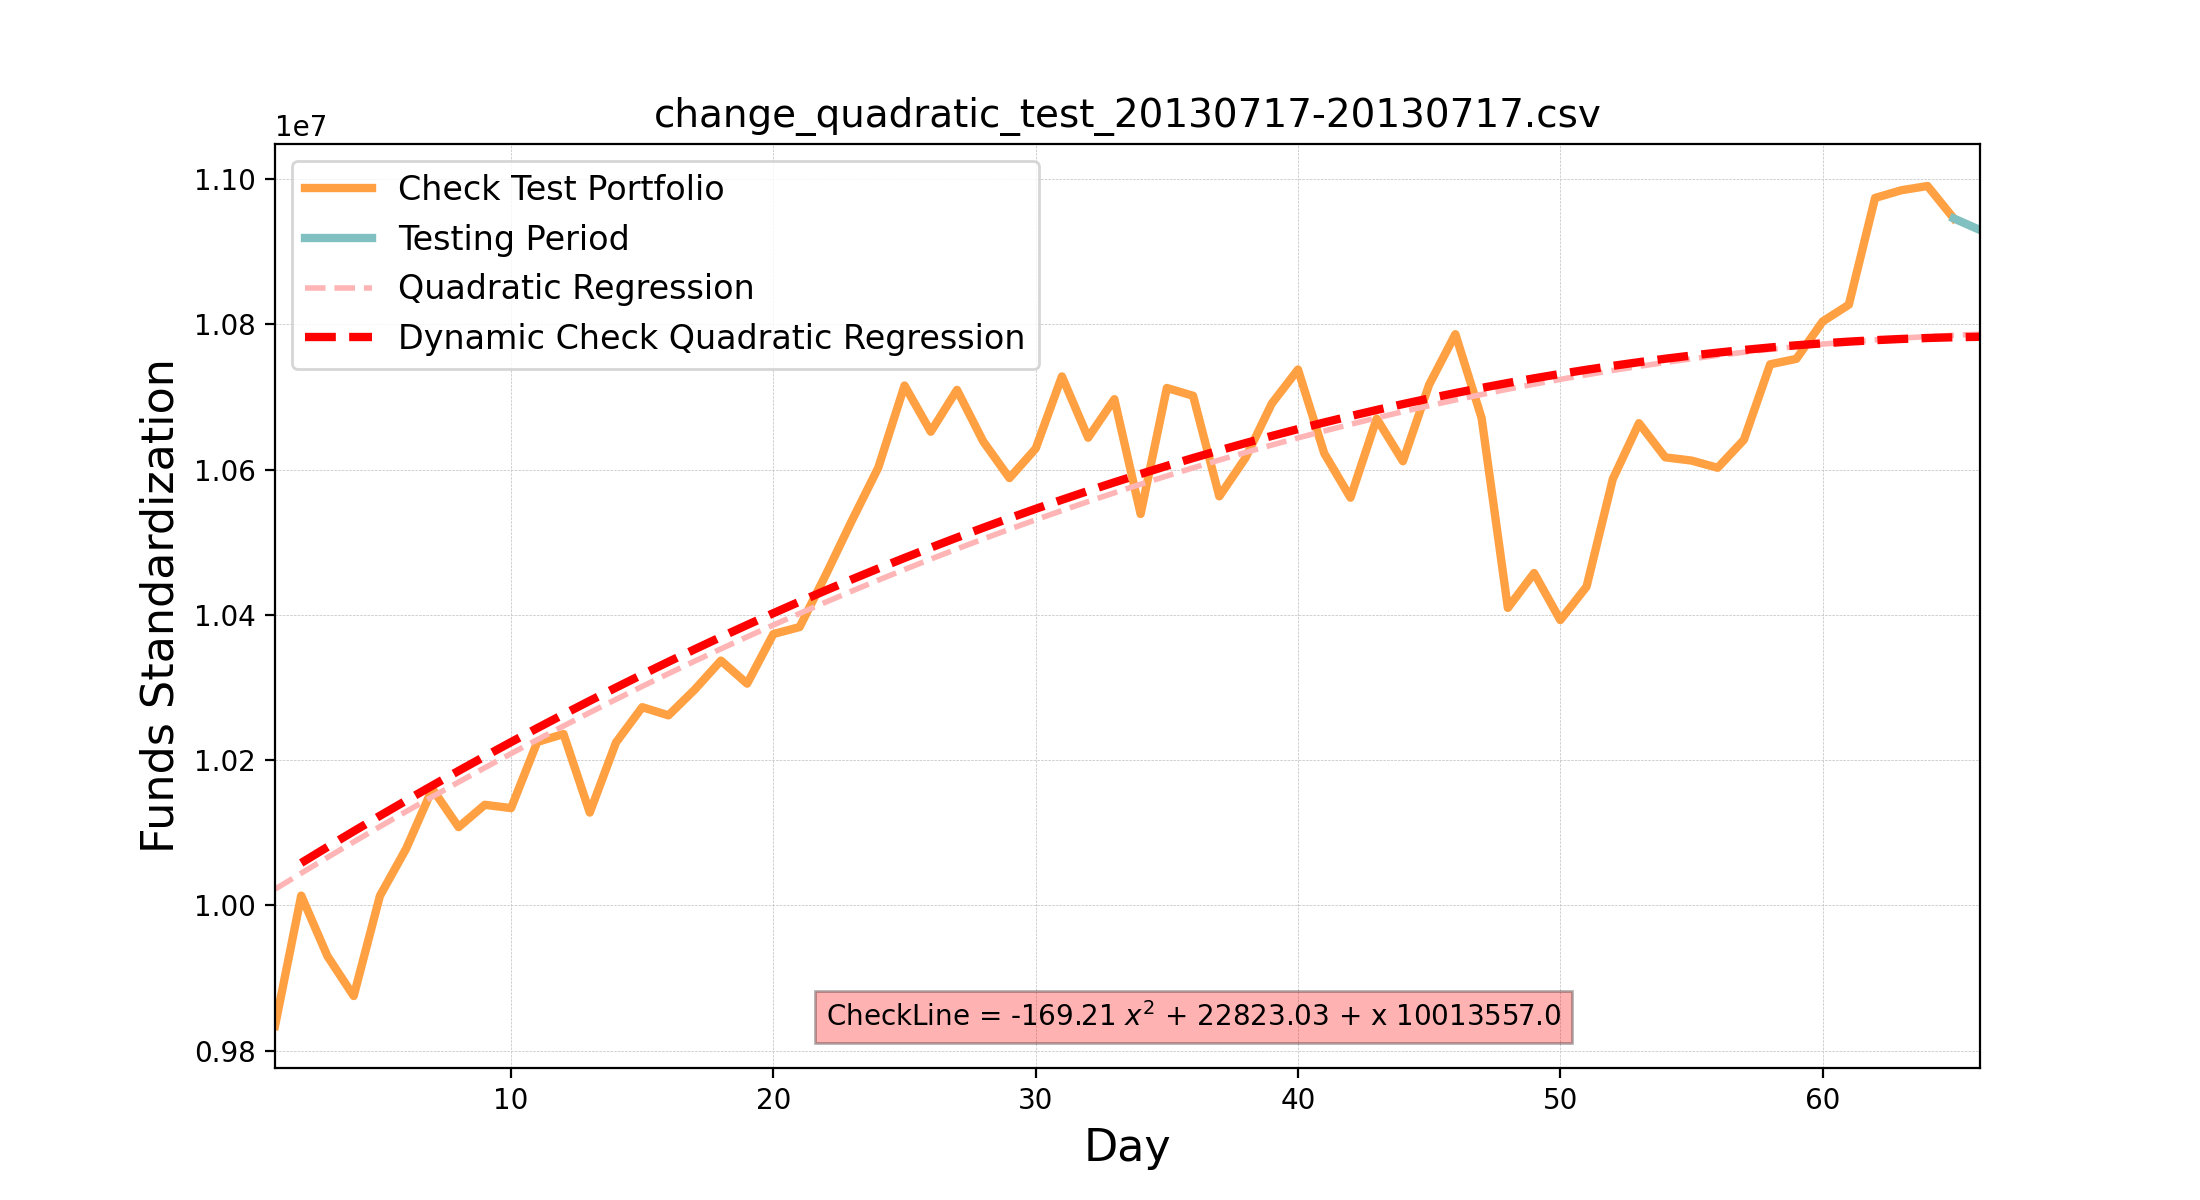 change_quadratic_test_20130717-20130717.csv
1e7
Check Test Portfolio
Testing Period
Quadratic Regression
Dynamic Check Quadratic Regression
1.10
1.08
1.06
1.04
1.02
1.00
0.98
Funds Standardization
CheckLine = -169.21 x² + 22823.03 + x 10013557.0
10 20 30 40 50 60
Day